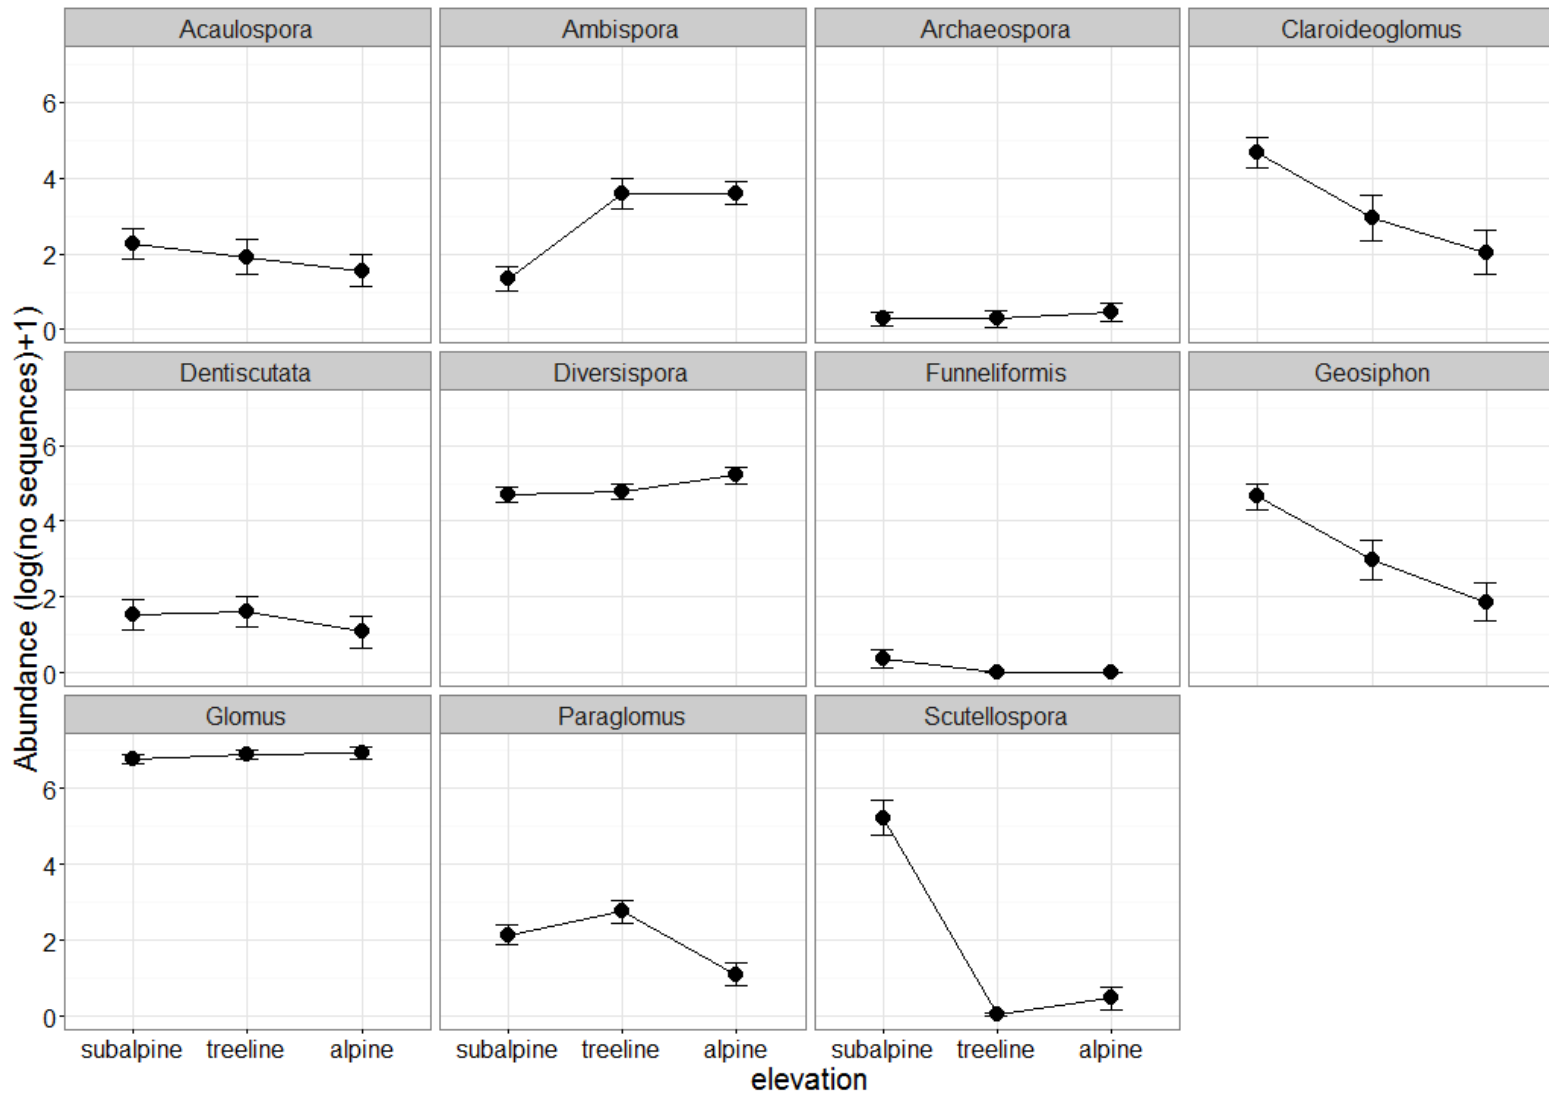 Acaulospora Ambispora Archaeospora Claroideoglomus
6
4
2
0
Dentiscutata Diversispora Funneliformis Geosiphon
6
4
2
0
Glomus Paraglomus Scutellospora
6
4
2
0
Abundance (log(no sequences)+1)
subalpine treeline alpine subalpine treeline alpine subalpine treeline alpine
elevation